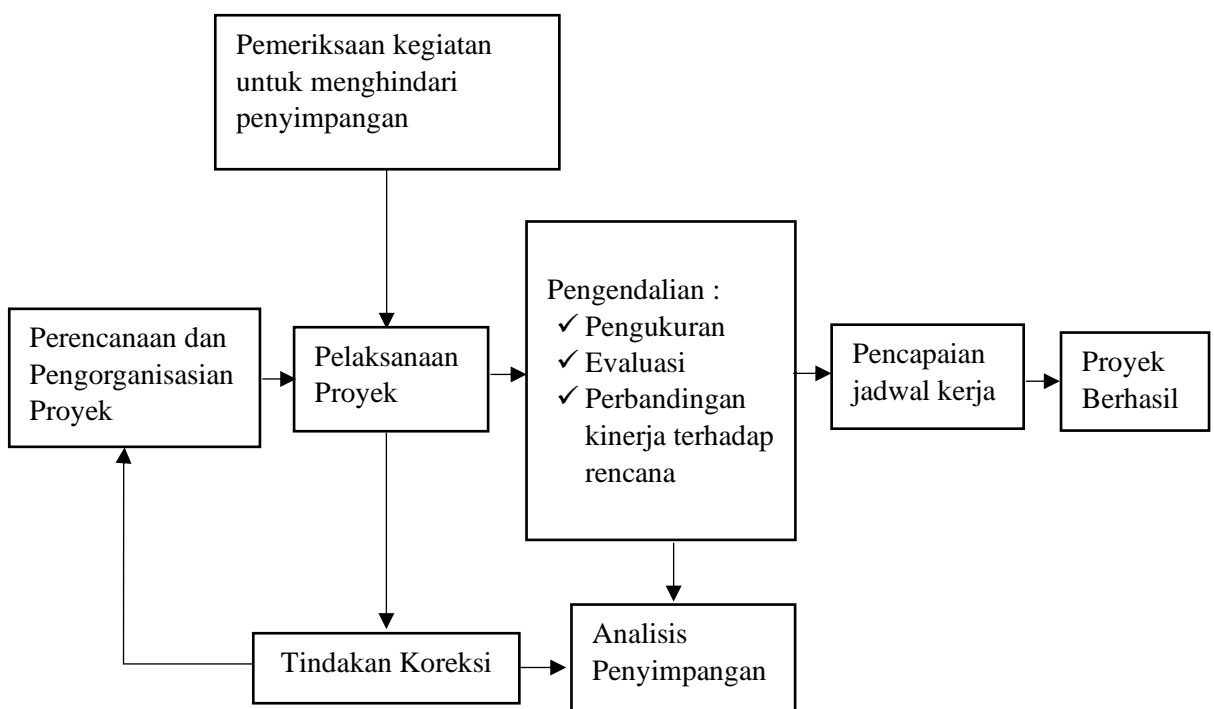 Pemeriksaan kegiatan
untuk menghindari
penyimpangan
Perencanaan dan
Pengorganisasian
Proyek
Pelaksanaan
Proyek
Pengendalian :
✓ Pengukuran
✓ Evaluasi
✓ Perbandingan
kinerja terhadap
rencana
Pencapaian
jadwal kerja
Proyek
Berhasil
Tindakan Koreksi
Analisis
Penyimpangan